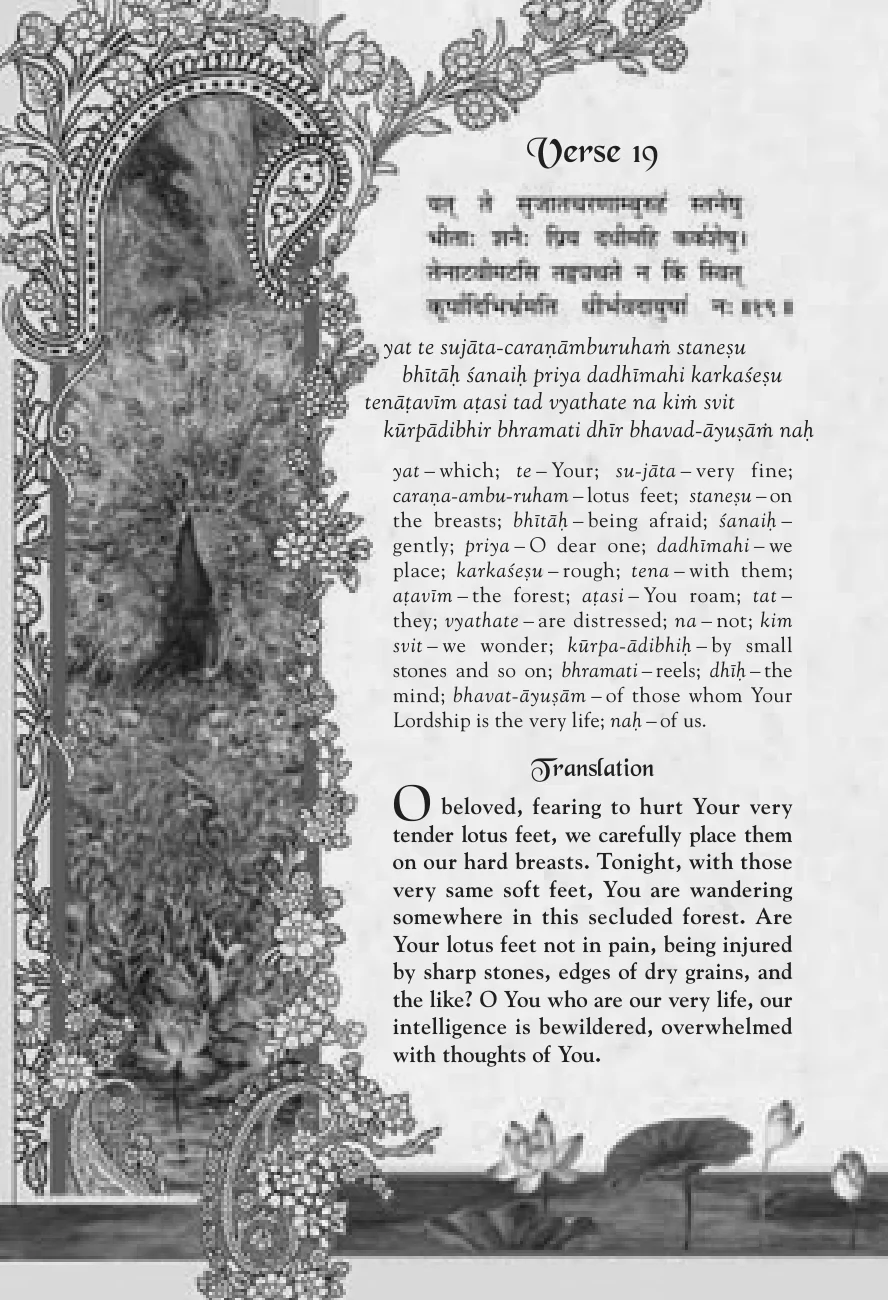 Verse 19
यत् ते सुजातचरणाम्बुरुहं स्तनेषु
भीताः शनैः प्रिय दधीमहि कर्कशेषु।
तेनाटवीमटसि तद्व्यथते न किं स्वित्
कूर्पादिभिर्भ्रमति धीर्भवदायुषां नः॥१९॥
yat te sujāta-caraṇāmburuhaṁ staneṣu
bhītāḥ śanaiḥ priya dadhīmahi karkaśeṣu
tenāṭavīm aṭasi tad vyathate na kiṁ svit
kūrpādibhir bhramati dhīr bhavad-āyuṣāṁ naḥ
yat – which; te – Your; su-jāta – very fine;
caraṇa-ambu-ruham – lotus feet; staneṣu – on
the breasts; bhītāḥ – being afraid; śanaiḥ –
gently; priya – O dear one; dadhīmahi – we
place; karkaśeṣu – rough; tena – with them;
aṭavīm – the forest; aṭasi – You roam; tat –
they; vyathate – are distressed; na – not; kim
svit – we wonder; kūrpa-ādibhiḥ – by small
stones and so on; bhramati – reels; dhīḥ – the
mind; bhavat-āyuṣām – of those whom Your
Lordship is the very life; naḥ – of us.
Translation
O beloved, fearing to hurt Your very
tender lotus feet, we carefully place them
on our hard breasts. Tonight, with those
very same soft feet, You are wandering
somewhere in this secluded forest. Are
Your lotus feet not in pain, being injured
by sharp stones, edges of dry grains, and
the like? O You who are our very life, our
intelligence is bewildered, overwhelmed
with thoughts of You.